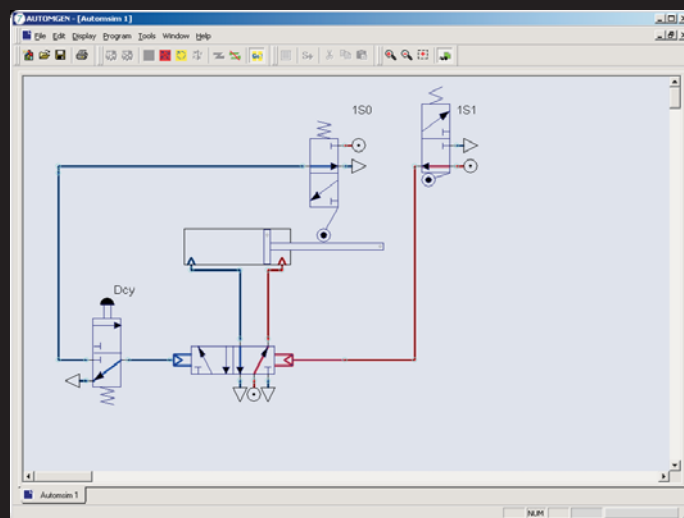 AUTOMGEN - [Automsim 1]
File Edit Display Program Tools Window Help
1S0
1S1
Dcy
Automsim 1
NUM